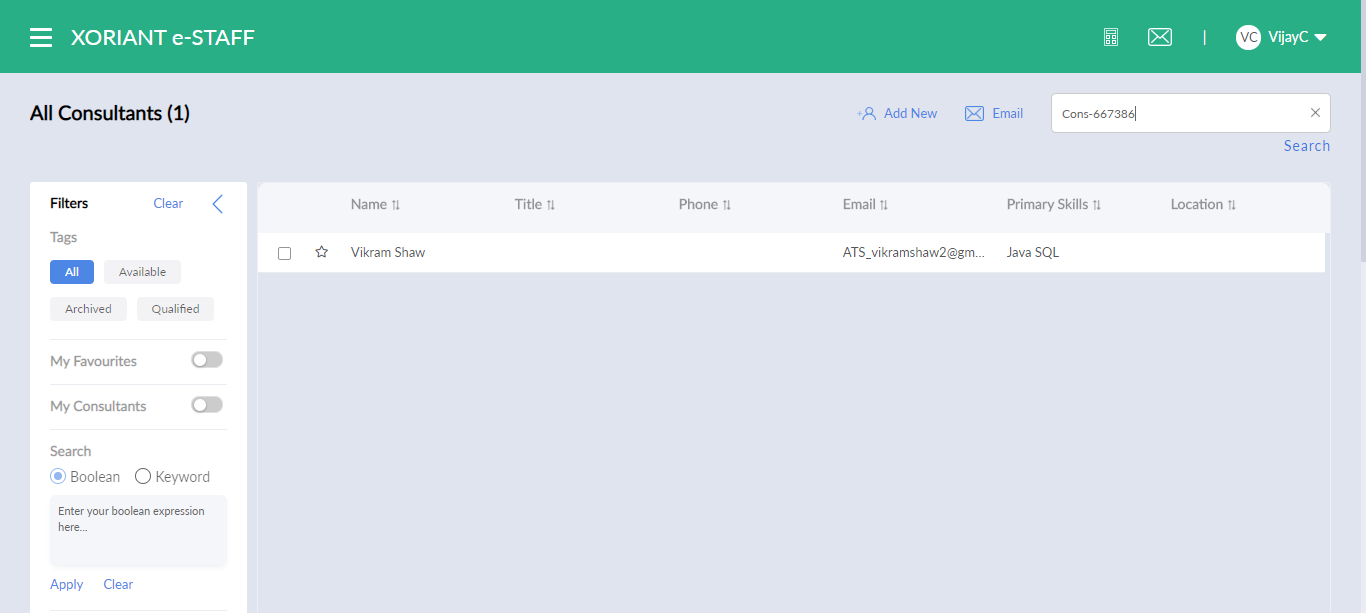 XORIANT e-STAFF
| VC VijayC
All Consultants (1)
Add New Email Cons-667386
Search
Filters Clear
Tags
All Available
Archived Qualified
My Favourites
My Consultants
Search
Boolean Keyword
Enter your boolean expression
here...
Apply Clear
Name Title Phone Email Primary Skills Location
Vikram Shaw ATS_vikramshaw2@gm... Java SQL